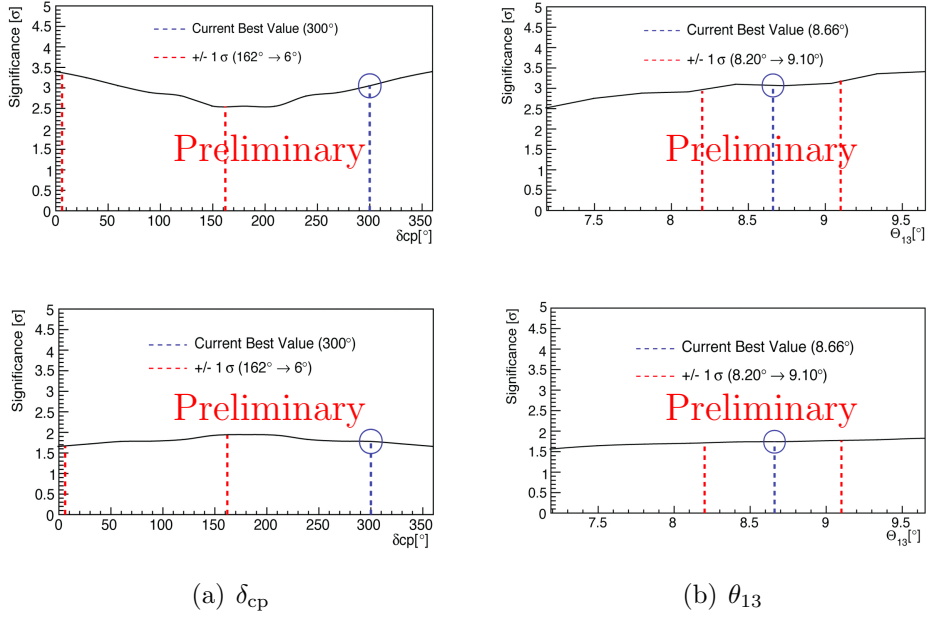 Significance [σ]
5
4.5
4
3.5
3
2.5
2
1.5
1
0.5
0
Current Best Value (300°)
+/- 1 σ (162° → 6°)
Preliminary
0 50 100 150 200 250 300 350
δcp[°]
Significance [σ]
5
4.5
4
3.5
3
2.5
2
1.5
1
0.5
0
Current Best Value (8.66°)
+/- 1 σ (8.20° → 9.10°)
Preliminary
7.5 8 8.5 9 9.5
Θ13[°]
Significance [σ]
5
4.5
4
3.5
3
2.5
2
1.5
1
0.5
0
Current Best Value (300°)
+/- 1 σ (162° → 6°)
Preliminary
0 50 100 150 200 250 300 350
δcp[°]
Significance [σ]
5
4.5
4
3.5
3
2.5
2
1.5
1
0.5
0
Current Best Value (8.66°)
+/- 1 σ (8.20° → 9.10°)
Preliminary
7.5 8 8.5 9 9.5
Θ13[°]
(a) δcp
(b) θ13